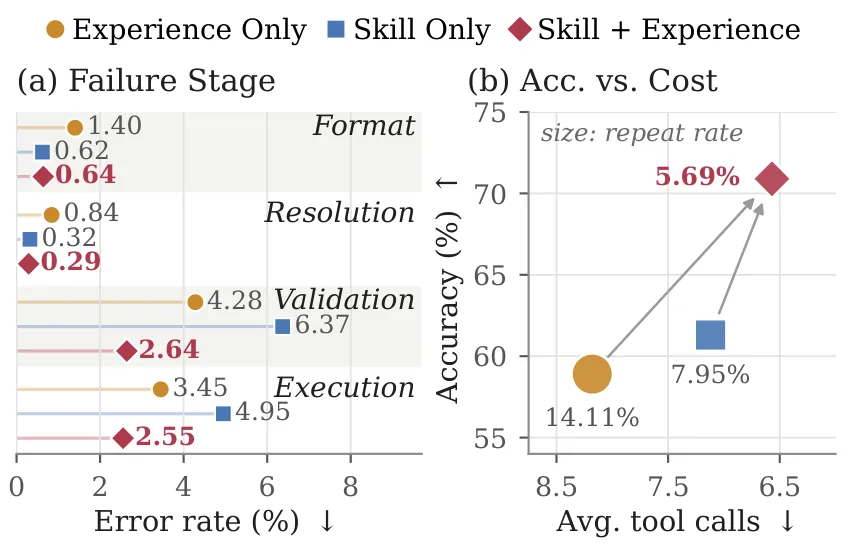 Experience Only Skill Only Skill + Experience
(a) Failure Stage
Format
1.40
0.62
0.64
Resolution
0.84
0.32
0.29
Validation
4.28
6.37
2.64
Execution
3.45
4.95
2.55
0 2 4 6 8
Error rate (%) ↓
(b) Acc. vs. Cost
size: repeat rate
75
70
65
60
55
Accuracy (%) ↑
5.69%
7.95%
14.11%
8.5 7.5 6.5
Avg. tool calls ↓